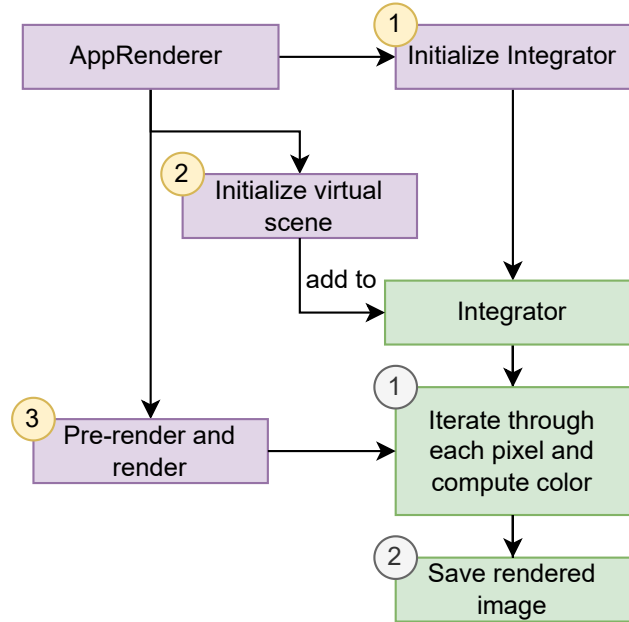 1
AppRenderer
Initialize Integrator
2
Initialize virtual
scene
add to
Integrator
1
3
Pre-render and
render
Iterate through
each pixel and
compute color
2
Save rendered
image